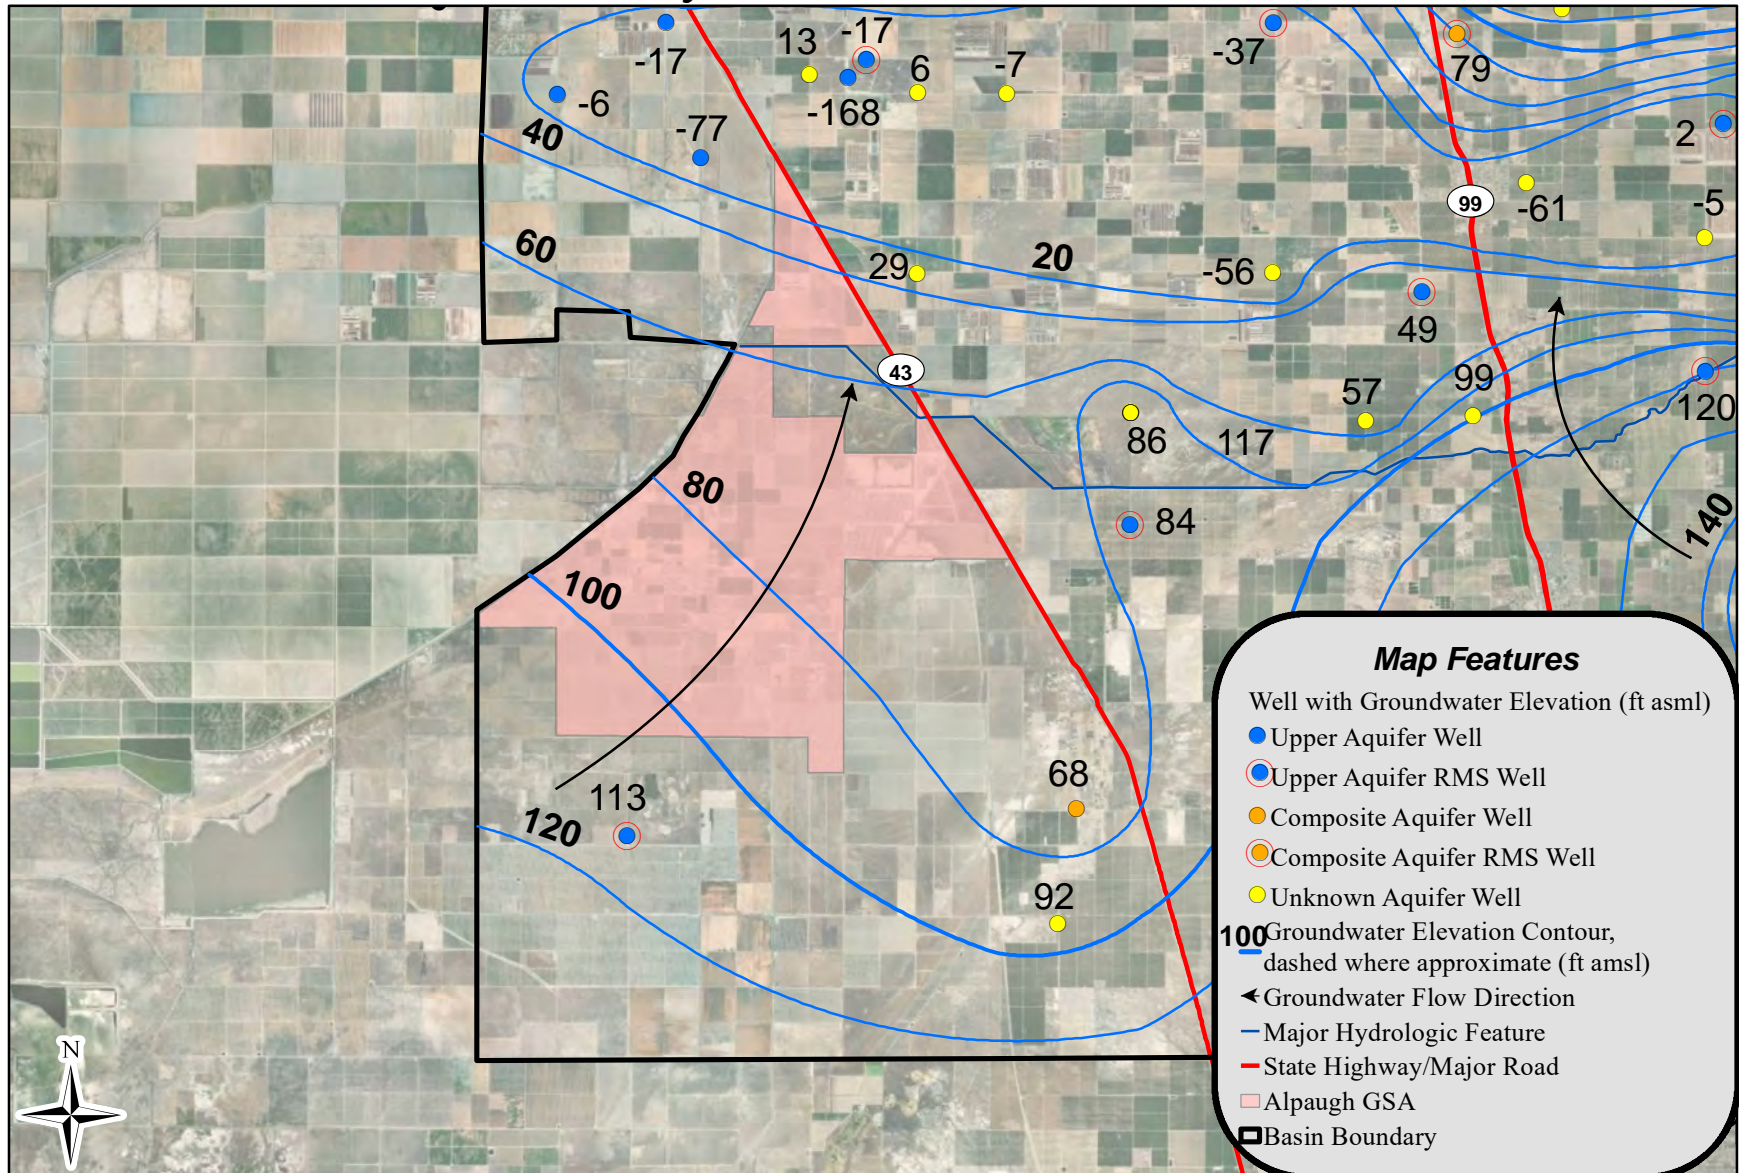 -17
13
-17
6
-7
-37
79
-6
-168
-77
2
40
99
-61
-5
60
20
29
-56
49
43
57
99
120
86
117
80
84
140
100
68
113
120
92
N
Map Features
Well with Groundwater Elevation (ft asml)
Upper Aquifer Well
Upper Aquifer RMS Well
Composite Aquifer Well
Composite Aquifer RMS Well
Unknown Aquifer Well
100 Groundwater Elevation Contour,
dashed where approximate (ft amsl)
Groundwater Flow Direction
Major Hydrologic Feature
State Highway/Major Road
Alpaugh GSA
Basin Boundary